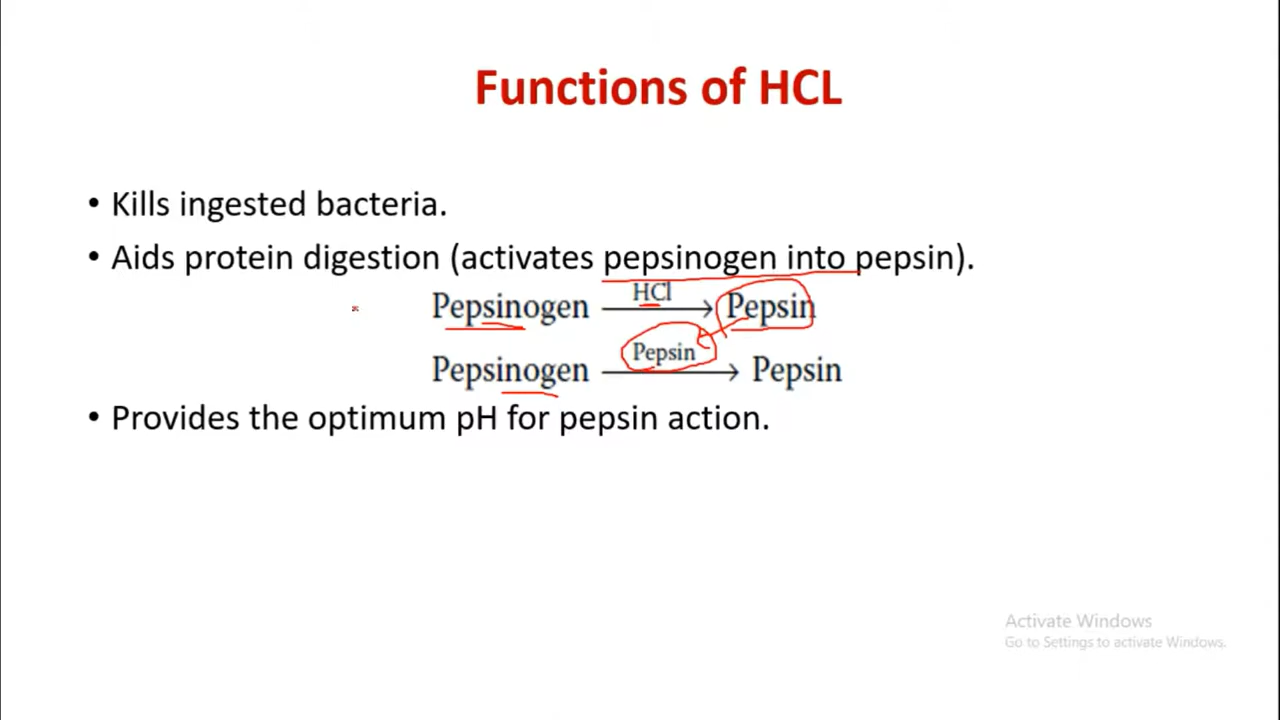 Functions of HCL
• Kills ingested bacteria.
• Aids protein digestion (activates pepsinogen into pepsin).
Pepsinogen HCl → Pepsin
Pepsinogen Pepsin → Pepsin
• Provides the optimum pH for pepsin action.
Activate Windows
Go to Settings to activate Windows.